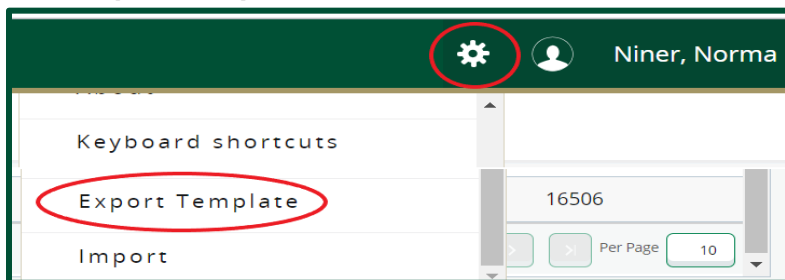 Niner, Norma
Keyboard shortcuts
Export Template
16506
Per Page 10
Import